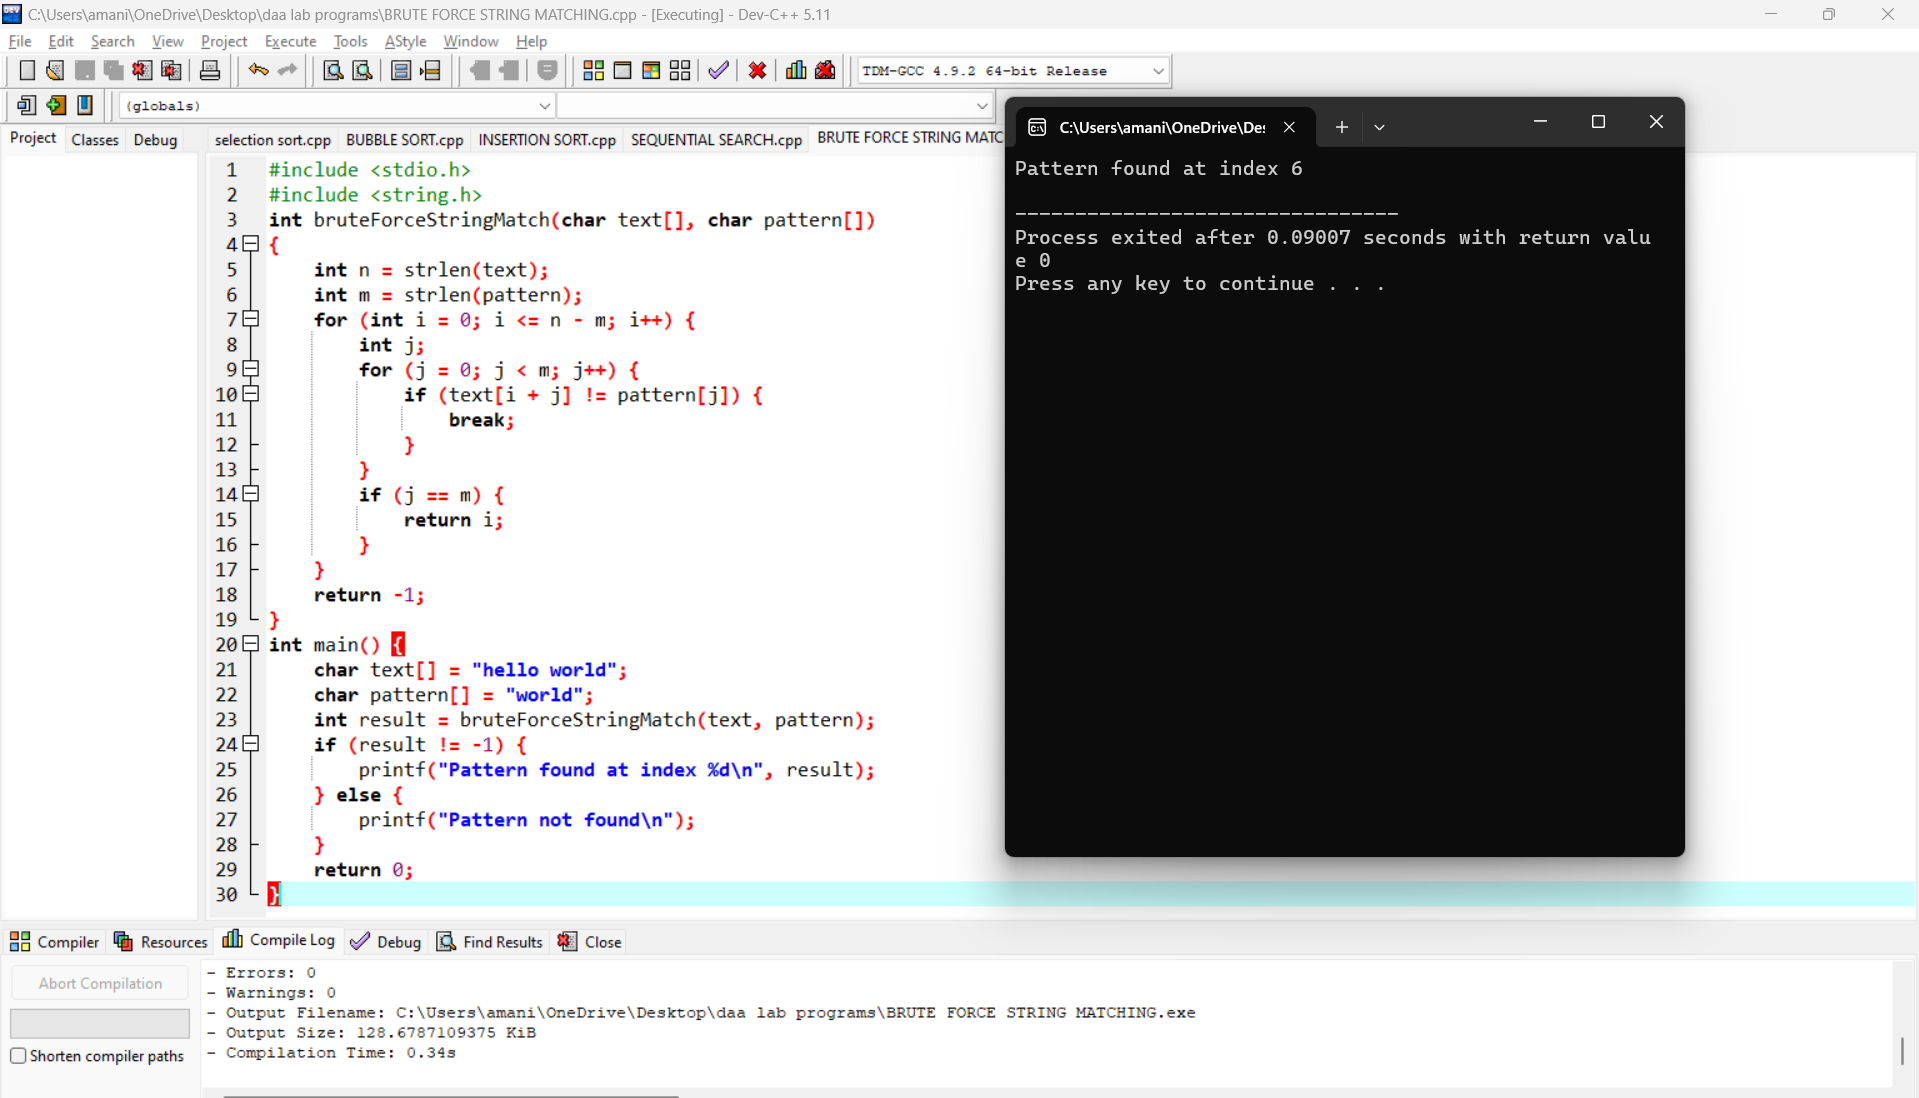 C:\Users\amani\OneDrive\Desktop\daa lab programs\BRUTE FORCE STRING MATCHING.cpp - [Executing] - Dev-C++ 5.11
File Edit Search View Project Execute Tools AStyle Window Help
TDM-GCC 4.9.2 64-bit Release
(globals)
Project Classes Debug
selection sort.cpp BUBBLE SORT.cpp INSERTION SORT.cpp SEQUENTIAL SEARCH.cpp BRUTE FORCE STRING MATC
1 #include <stdio.h>
2 #include <string.h>
3 int bruteForceStringMatch(char text[], char pattern[])
4 {
5 int n = strlen(text);
6 int m = strlen(pattern);
7 for (int i = 0; i <= n - m; i++) {
8 int j;
9 for (j = 0; j < m; j++) {
10 if (text[i + j] != pattern[j]) {
11 break;
12 }
13 }
14 if (j == m) {
15 return i;
16 }
17 }
18 return -1;
19 }
20 int main() {
21 char text[] = "hello world";
22 char pattern[] = "world";
23 int result = bruteForceStringMatch(text, pattern);
24 if (result != -1) {
25 printf("Pattern found at index %d\n", result);
26 } else {
27 printf("Pattern not found\n");
28 }
29 return 0;
30 }
C:\Users\amani\OneDrive\Des
Pattern found at index 6
--------------------------------
Process exited after 0.09007 seconds with return valu
e 0
Press any key to continue . . .
Compiler Resources Compile Log Debug Find Results Close
Abort Compilation
Shorten compiler paths
- Errors: 0
- Warnings: 0
- Output Filename: C:\Users\amani\OneDrive\Desktop\daa lab programs\BRUTE FORCE STRING MATCHING.exe
- Output Size: 128.6787109375 KiB
- Compilation Time: 0.34s